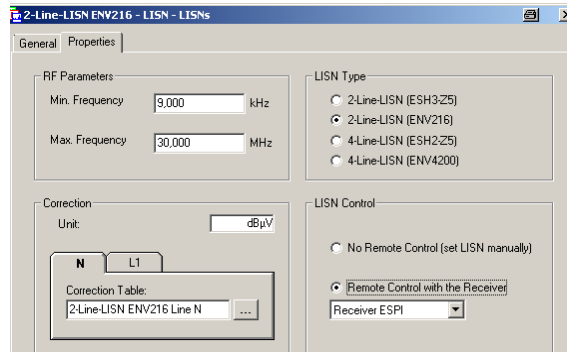 2-Line-LISN ENV216 - LISN - LISNs
General Properties
RF Parameters
Min. Frequency 9,000 kHz
Max. Frequency 30,000 MHz
LISN Type
2-Line-LISN (ESH3-Z5)
2-Line-LISN (ENV216)
4-Line-LISN (ESH2-Z5)
4-Line-LISN (ENV4200)
Correction
Unit: dBµV
N L1
Correction Table:
2-Line-LISN ENV216 Line N ...
LISN Control
No Remote Control (set LISN manually)
Remote Control with the Receiver
Receiver ESPI